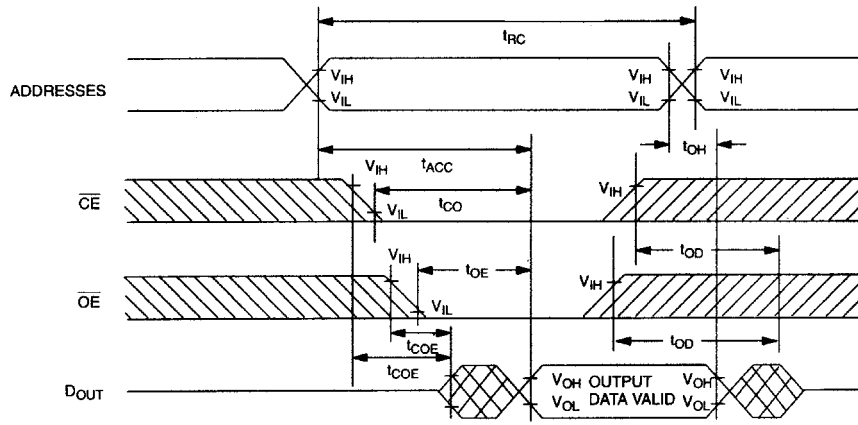 tRC
ADDRESSES
VIH VIH VIH
VIL VIL VIL
tOH
tACC
VIH
CE
tCO
VIL
VIH
tOD
VIH
OE
tOE
VIL
VIH
tOD
tCOE
tCOE
DOUT
VOH OUTPUT VOH
VOL DATA VALID VOL